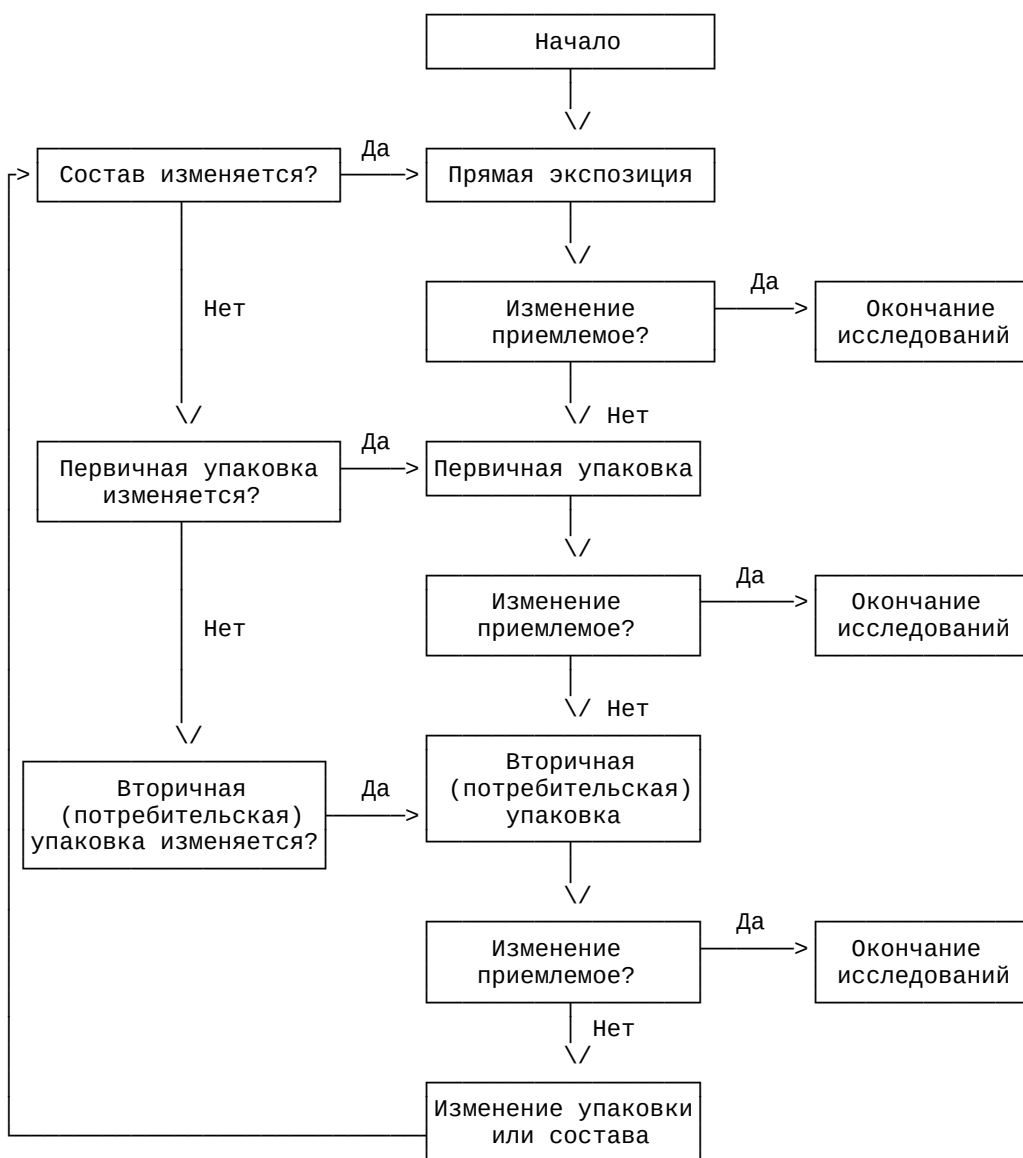 Начало
Да
Состав изменяется?
Прямая экспозиция
Да
Нет
Изменение
приемлемое?
Окончание
исследований
Нет
Да
Первичная упаковка
изменяется?
Первичная упаковка
Да
Нет
Изменение
приемлемое?
Окончание
исследований
Нет
Вторичная
(потребительская)
упаковка изменяется?
Да
Вторичная
(потребительская)
упаковка
Да
Изменение
приемлемое?
Окончание
исследований
Нет
Изменение упаковки
или состава